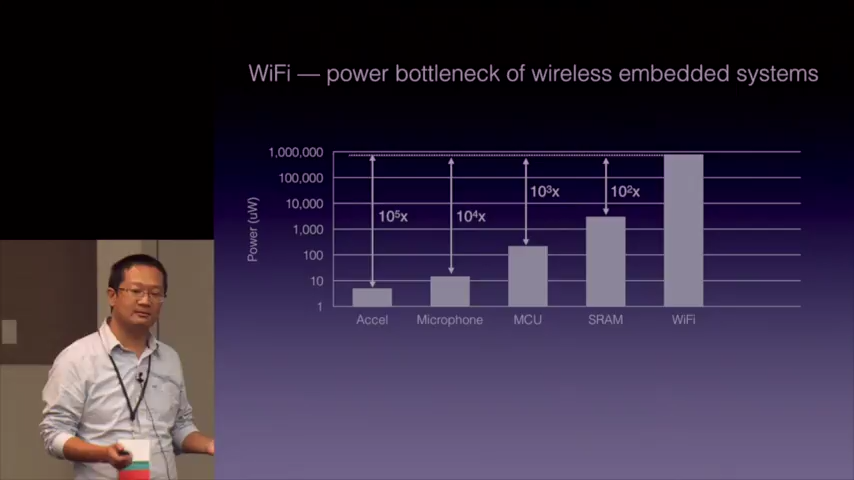 WiFi — power bottleneck of wireless embedded systems
Power (uW)
1,000,000
100,000
10,000
1,000
100
10
1
10⁵x
10⁴x
10³x
10²x
Accel
Microphone
MCU
SRAM
WiFi